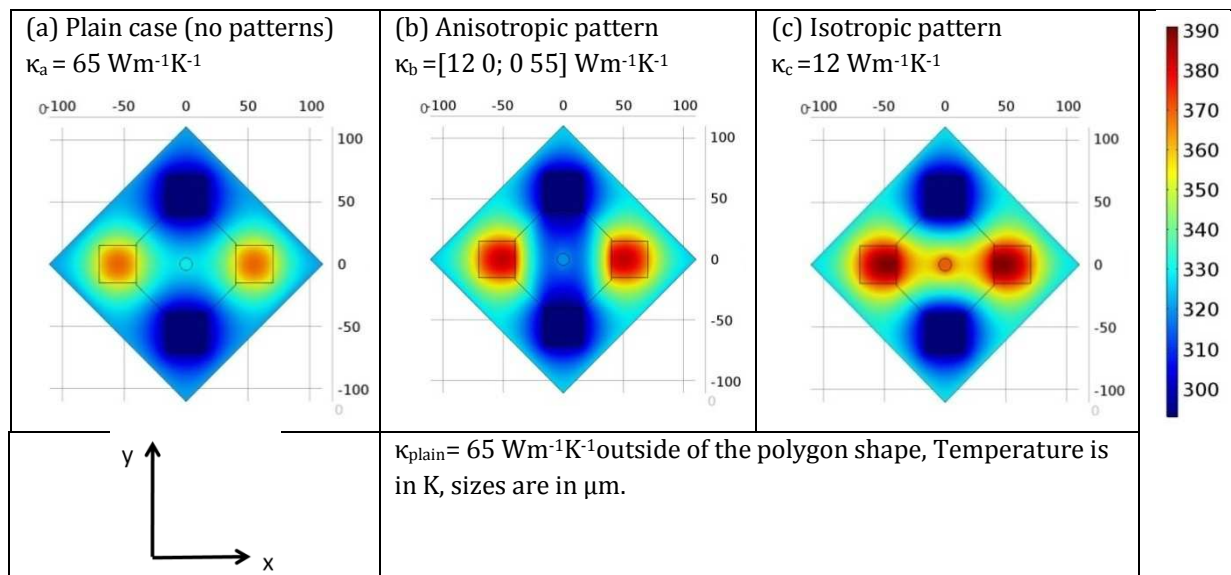 (a) Plain case (no patterns)
κa = 65 Wm-1K-1
0 -100 -50 0 50 100
100
50
0
-50
-100
0
(b) Anisotropic pattern
κb =[12 0; 0 55] Wm-1K-1
0 -100 -50 0 50 100
100
50
0
-50
-100
0
(c) Isotropic pattern
κc =12 Wm-1K-1
0 -100 -50 0 50 100
100
50
0
-50
-100
0
390
380
370
360
350
340
330
320
310
300
y
x
κplain= 65 Wm-1K-1outside of the polygon shape, Temperature is
in K, sizes are in μm.